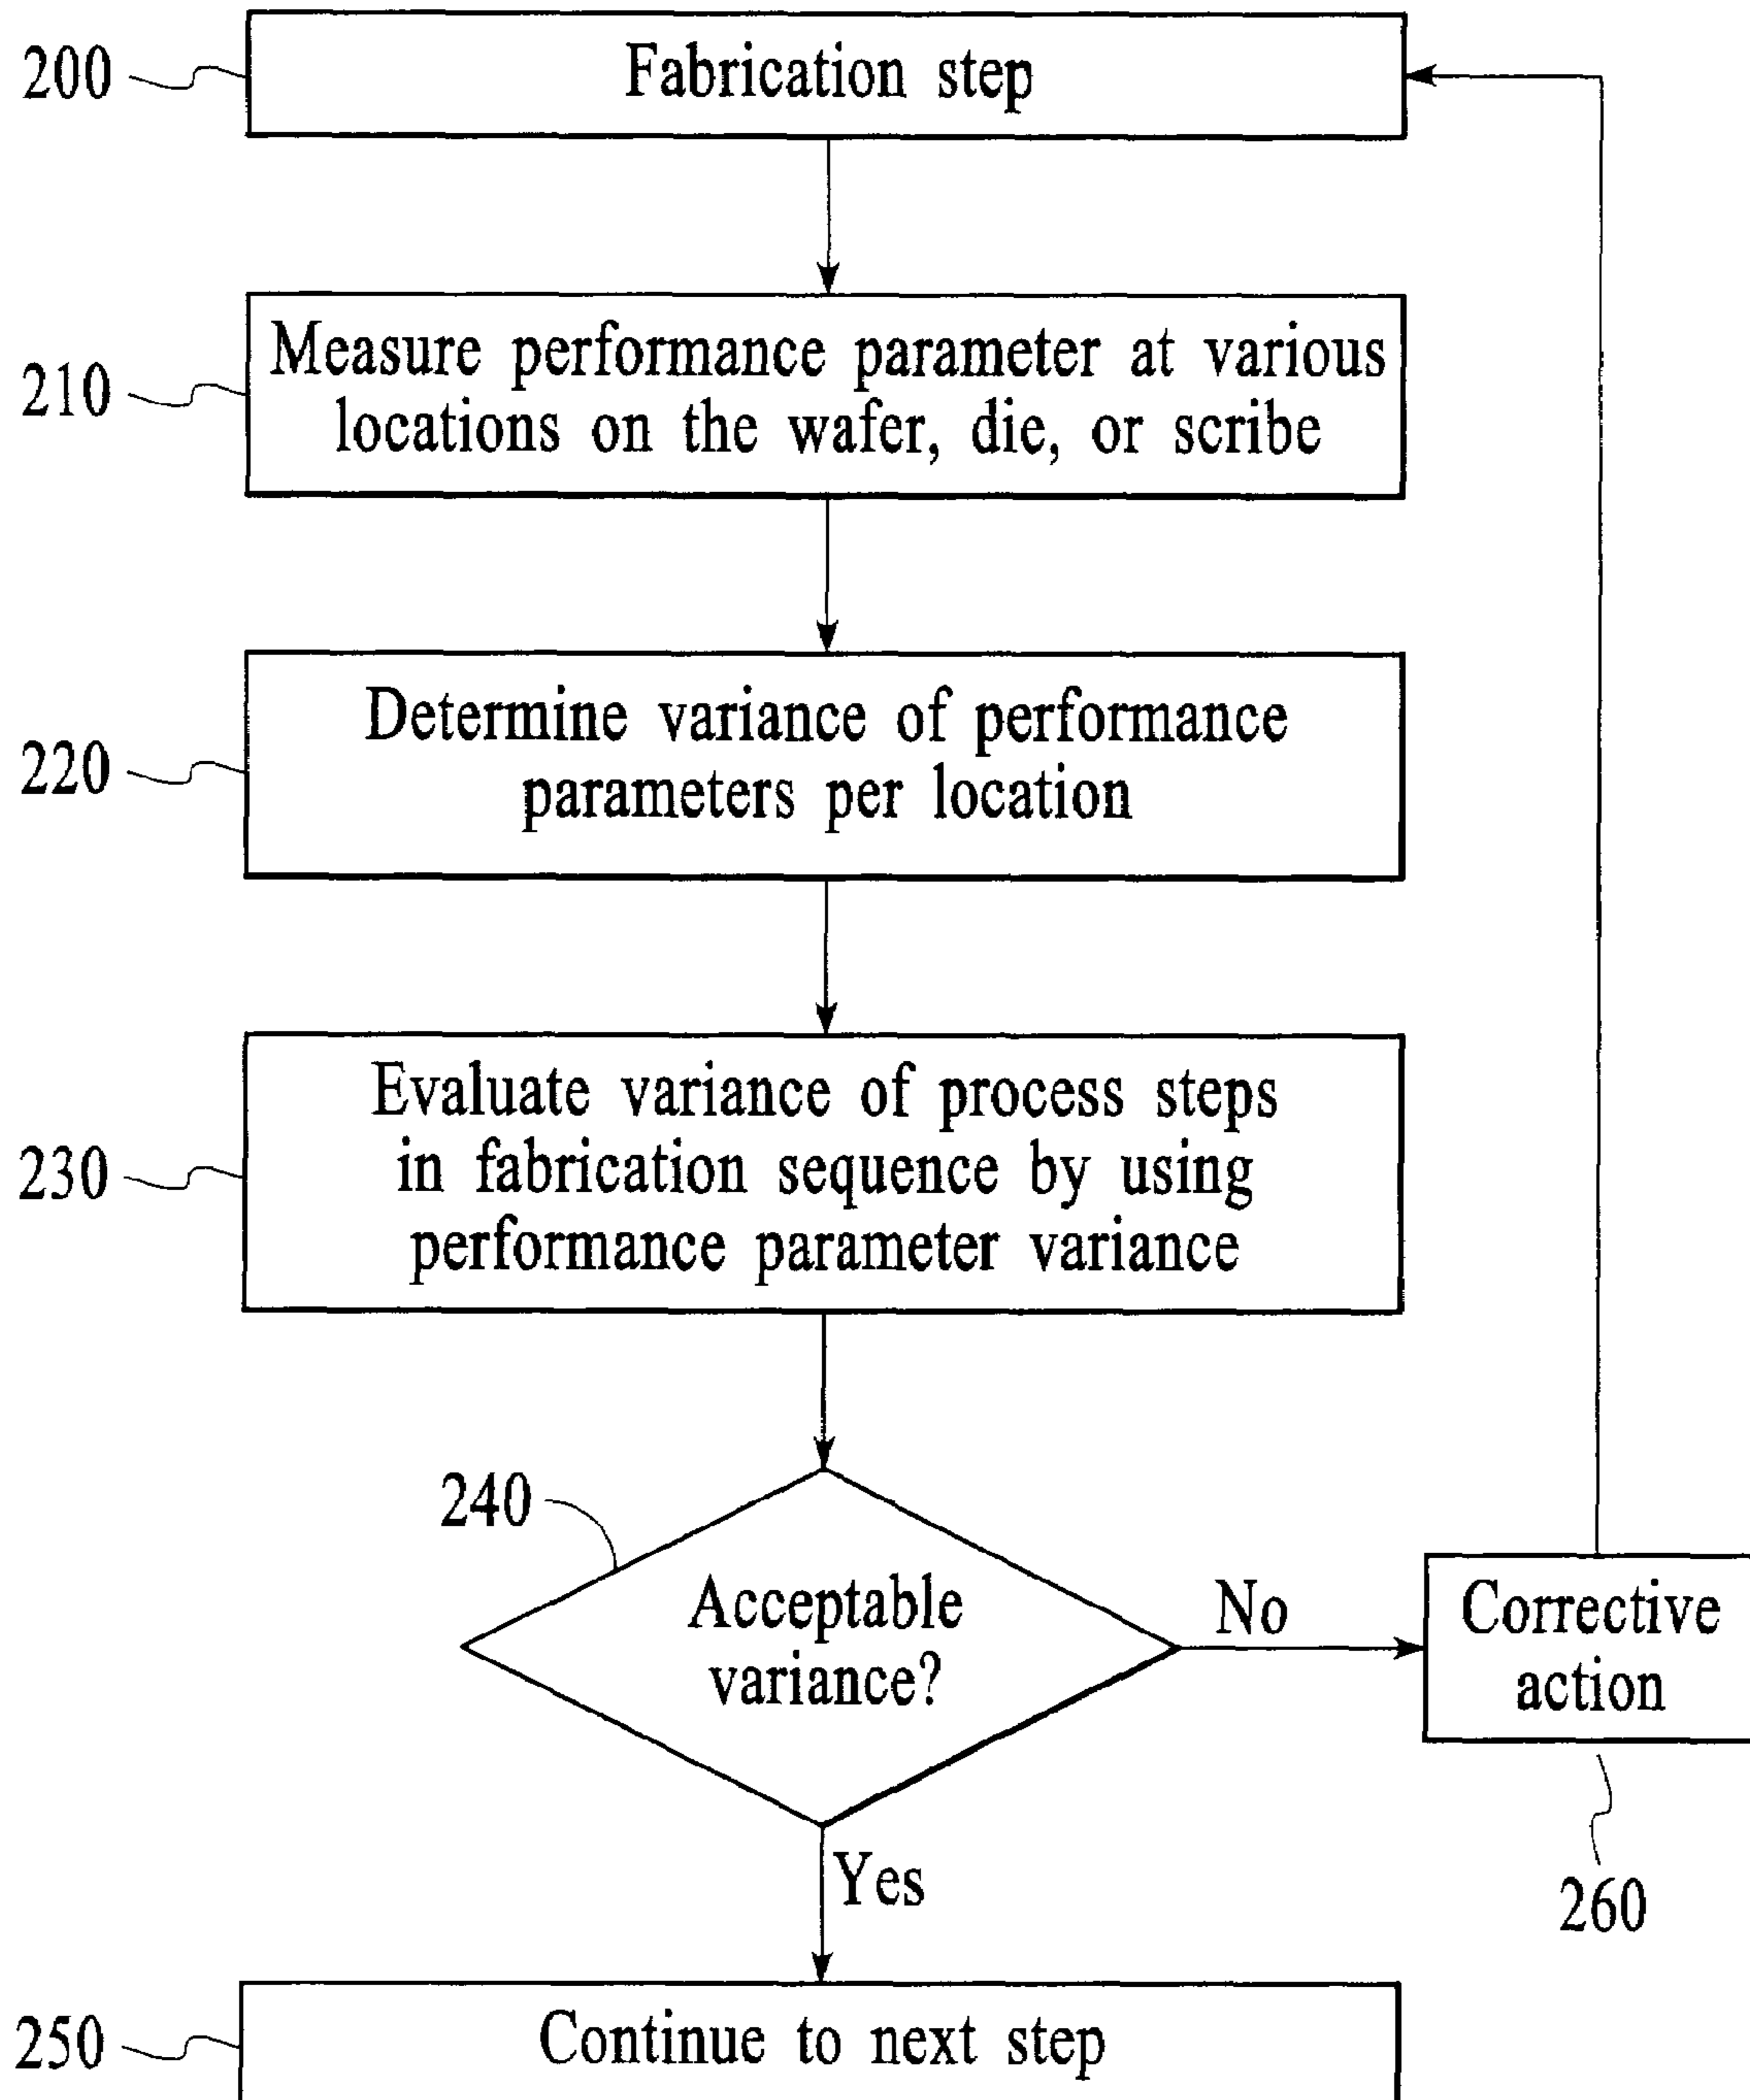 200
Fabrication step
210
Measure performance parameter at various
locations on the wafer, die, or scribe
220
Determine variance of performance
parameters per location
230
Evaluate variance of process steps
in fabrication sequence by using
performance parameter variance
240
Acceptable
variance?
No
Corrective
action
260
Yes
250
Continue to next step